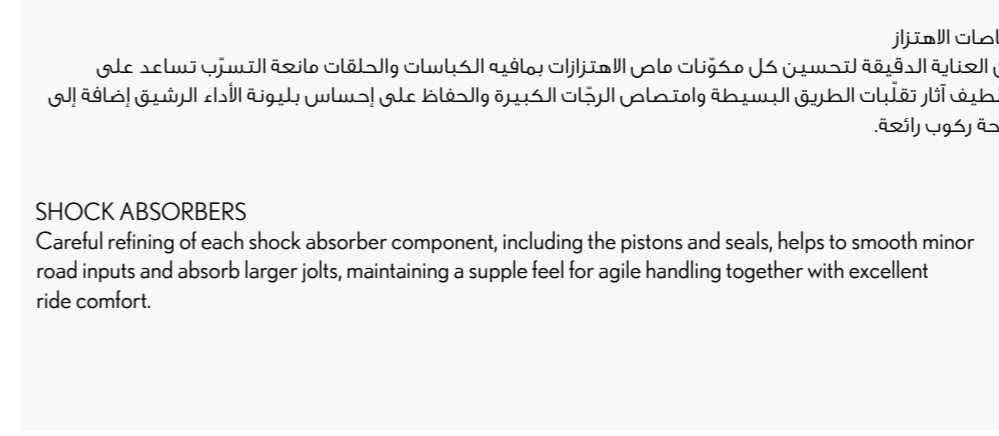 الاهتزاز
العناية الدقيقة لتحسين كل مكوّنات ماص الاهتزازات بمافيه الكباسات والحلقات مانعة التسرّب تساعد على
آثار تقلّبات الطريق البسيطة وامتصاص الرجّات الكبيرة والحفاظ على إحساس بليونة الأداء الرشيق إضافة إلى
ركوب رائعة.
SHOCK ABSORBERS
Careful refining of each shock absorber component, including the pistons and seals, helps to smooth minor
road inputs and absorb larger jolts, maintaining a supple feel for agile handling together with excellent
ride comfort.